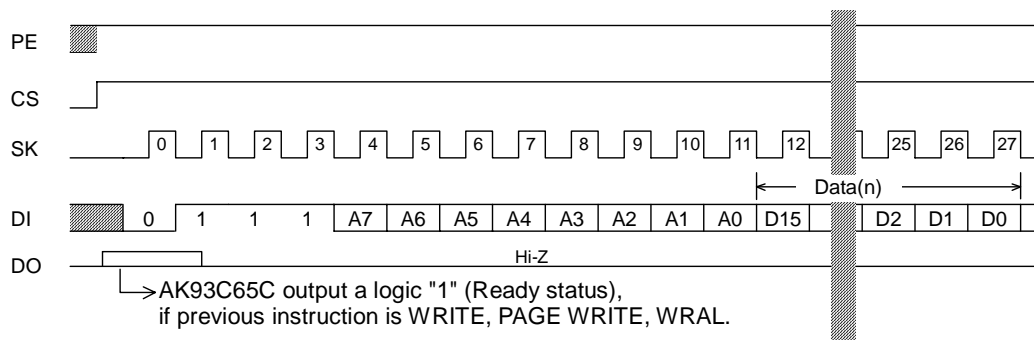 PE
CS
SK 0 1 2 3 4 5 6 7 8 9 10 11 12 25 26 27
Data(n)
DI 0 1 1 1 A7 A6 A5 A4 A3 A2 A1 A0 D15 D2 D1 D0
DO Hi-Z
AK93C65C output a logic "1" (Ready status),
if previous instruction is WRITE, PAGE WRITE, WRAL.